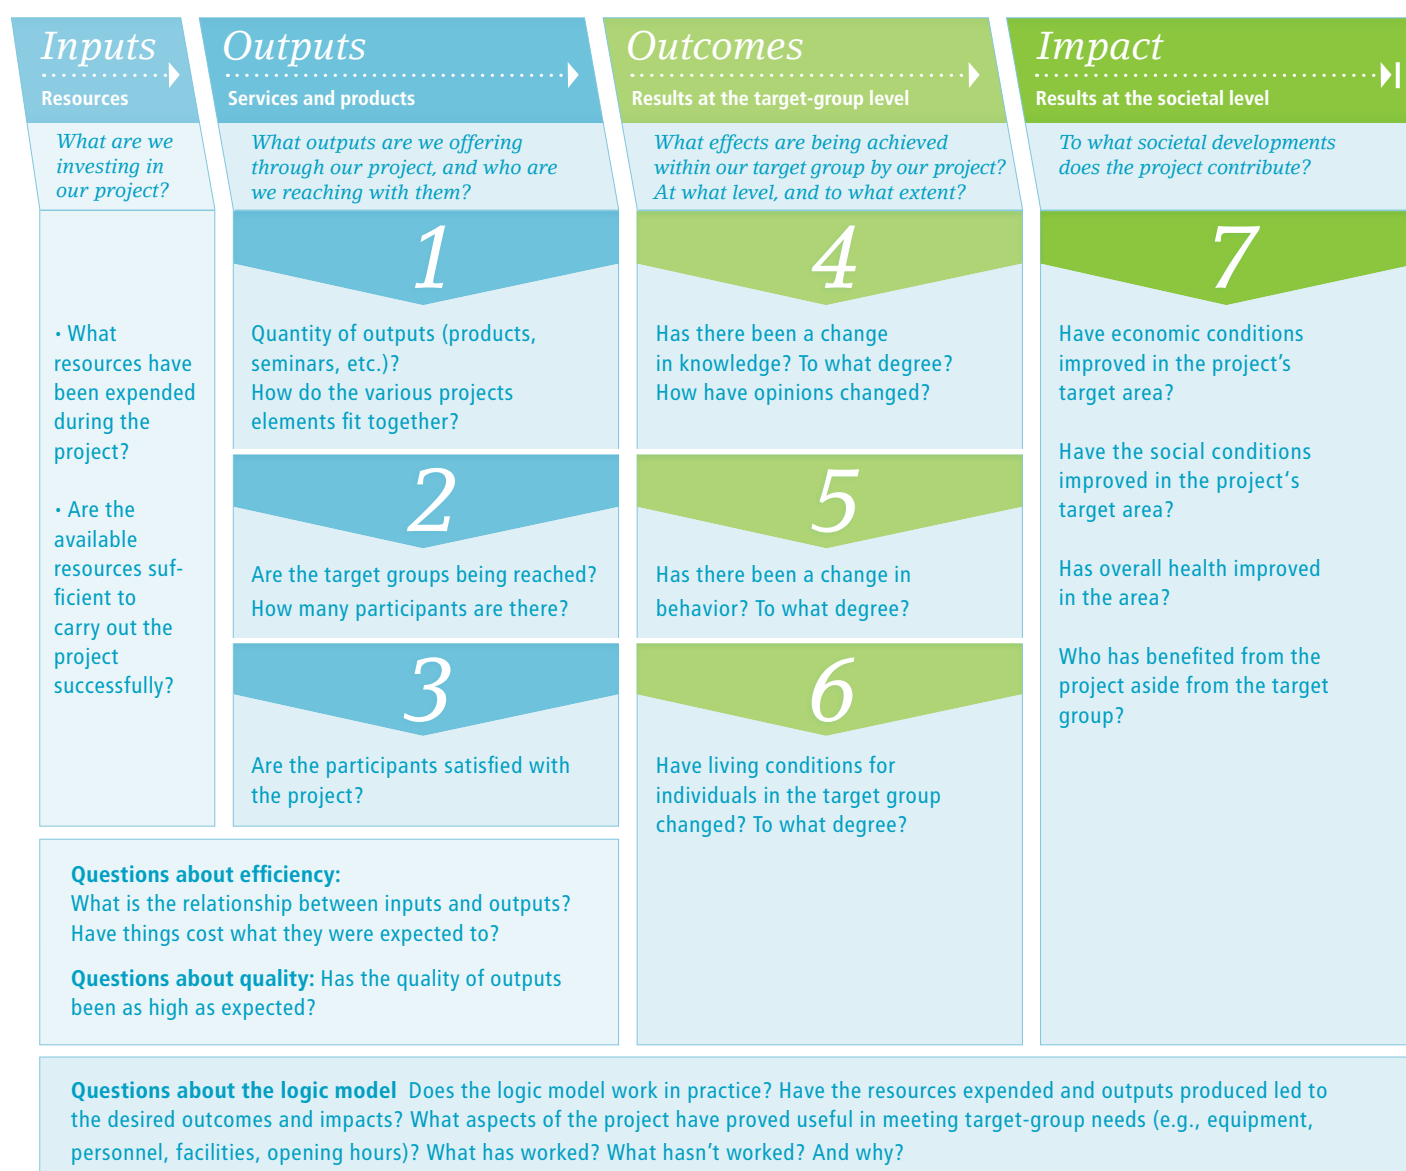 Inputs
Resources
What are we
investing in
our project?
• What
resources have
been expended
during the
project?
• Are the
available
resources suf-
ficient to
carry out the
project
successfully?
Outputs
Services and products
What outputs are we offering
through our project, and who are
we reaching with them?
1
Quantity of outputs (products,
seminars, etc.)?
How do the various projects
elements fit together?
2
Are the target groups being reached?
How many participants are there?
3
Are the participants satisfied with
the project?
Outcomes
Results at the target-group level
What effects are being achieved
within our target group by our project?
At what level, and to what extent?
4
Has there been a change
in knowledge? To what degree?
How have opinions changed?
5
Has there been a change in
behavior? To what degree?
6
Have living conditions for
individuals in the target group
changed? To what degree?
Impact
Results at the societal level
To what societal developments
does the project contribute?
7
Have economic conditions
improved in the project's
target area?
Have the social conditions
improved in the project‘s
target area?
Has overall health improved
in the area?
Who has benefited from the
project aside from the target
group?
Questions about efficiency:
What is the relationship between inputs and outputs?
Have things cost what they were expected to?
Questions about quality: Has the quality of outputs
been as high as expected?
Questions about the logic model Does the logic model work in practice? Have the resources expended and outputs produced led to
the desired outcomes and impacts? What aspects of the project have proved useful in meeting target-group needs (e.g., equipment,
personnel, facilities, opening hours)? What has worked? What hasn't worked? And why?